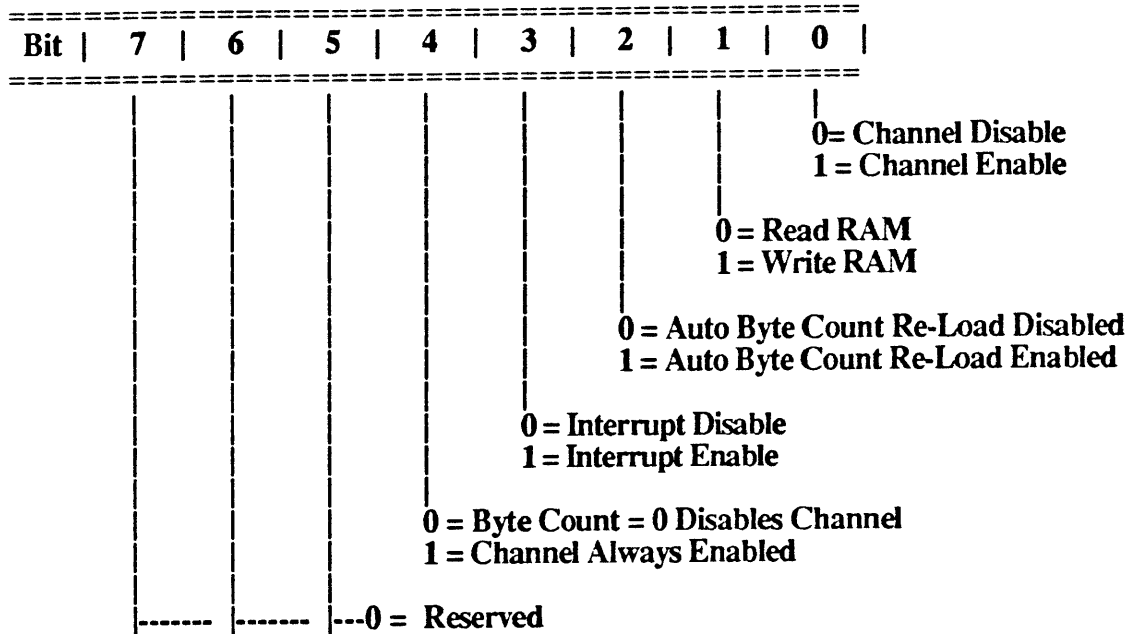 Bit | 7 | 6 | 5 | 4 | 3 | 2 | 1 | 0 |
0= Channel Disable
1 = Channel Enable
0 = Read RAM
1 = Write RAM
0 = Auto Byte Count Re-Load Disabled
1 = Auto Byte Count Re-Load Enabled
0 = Interrupt Disable
1 = Interrupt Enable
0 = Byte Count = 0 Disables Channel
1 = Channel Always Enabled
|------- |------- |---0 = Reserved